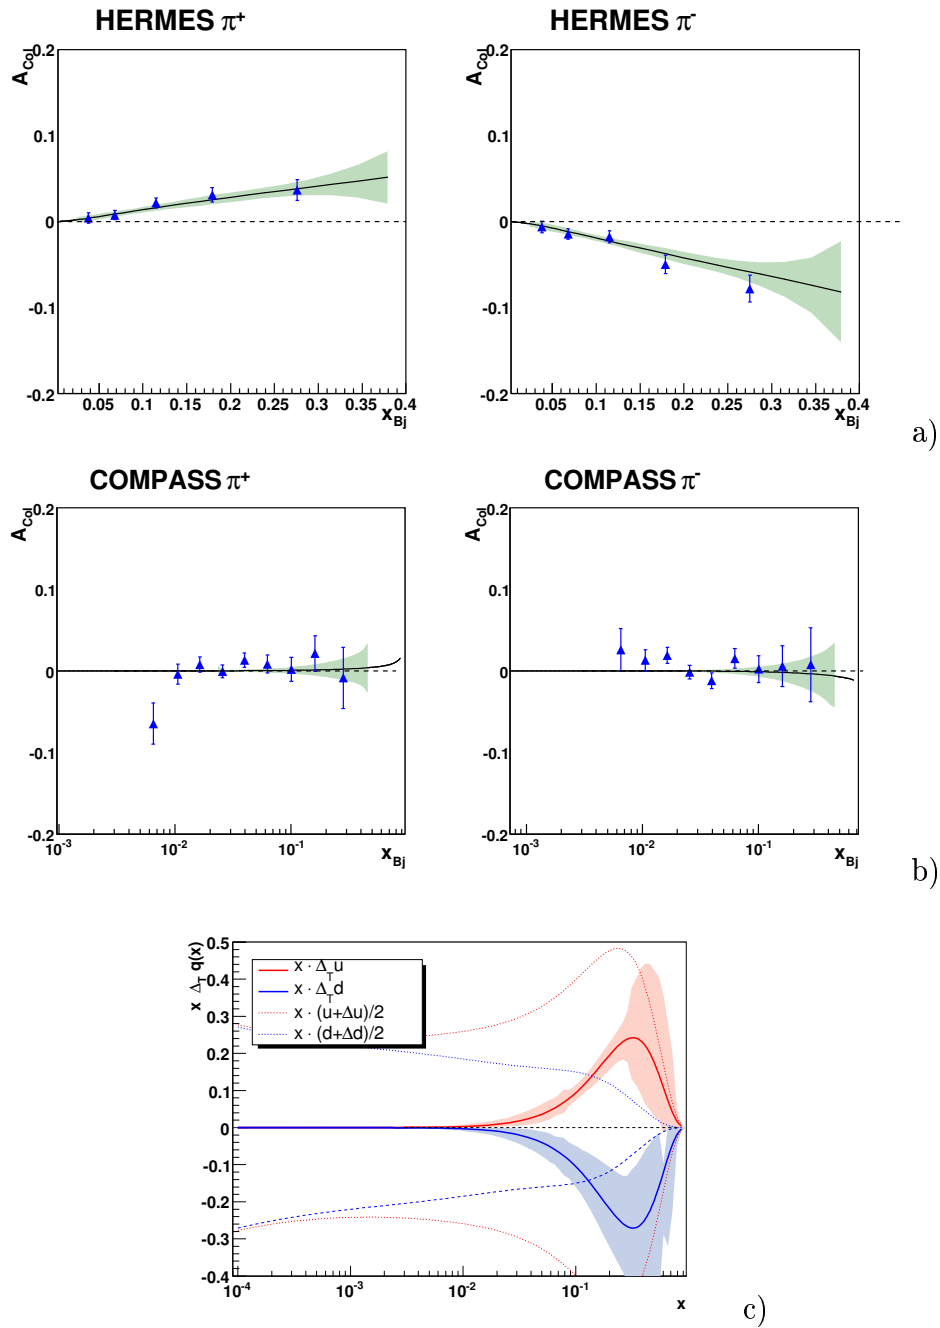 HERMES π+
HERMES π-
A_Col
0.2
0.1
0
-0.1
-0.2
0.05 0.1 0.15 0.2 0.25 0.3 0.35 0.4
x_Bj
A_Col
0.2
0.1
0
-0.1
-0.2
0.05 0.1 0.15 0.2 0.25 0.3 0.35 0.4
x_Bj
a)
COMPASS π+
COMPASS π-
A_Col
0.2
0.1
0
-0.1
-0.2
10^-3 10^-2 10^-1
x_Bj
A_Col
0.2
0.1
0
-0.1
-0.2
10^-3 10^-2 10^-1
x_Bj
b)
x Δ_T q(x)
0.5
0.4
0.3
0.2
0.1
0
-0.1
-0.2
-0.3
-0.4
x · Δ_T u
x · Δ_T d
x · (u+Δu)/2
x · (d+Δd)/2
10^-4 10^-3 10^-2 10^-1
x
c)